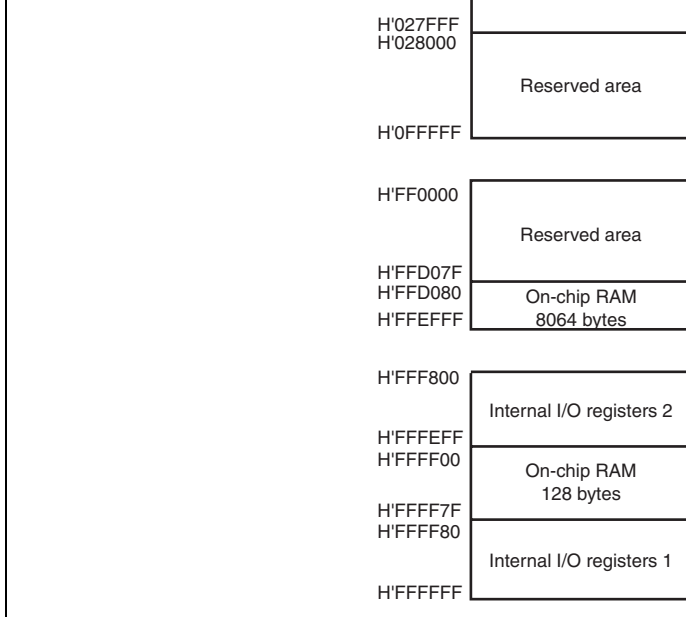 H'027FFF
H'028000
Reserved area
H'0FFFFF
H'FF0000
Reserved area
H'FFD07F
H'FFD080
On-chip RAM
8064 bytes
H'FFEFFF
H'FFF800
Internal I/O registers 2
H'FFFEFF
H'FFFF00
On-chip RAM
128 bytes
H'FFFF7F
H'FFFF80
Internal I/O registers 1
H'FFFFFF